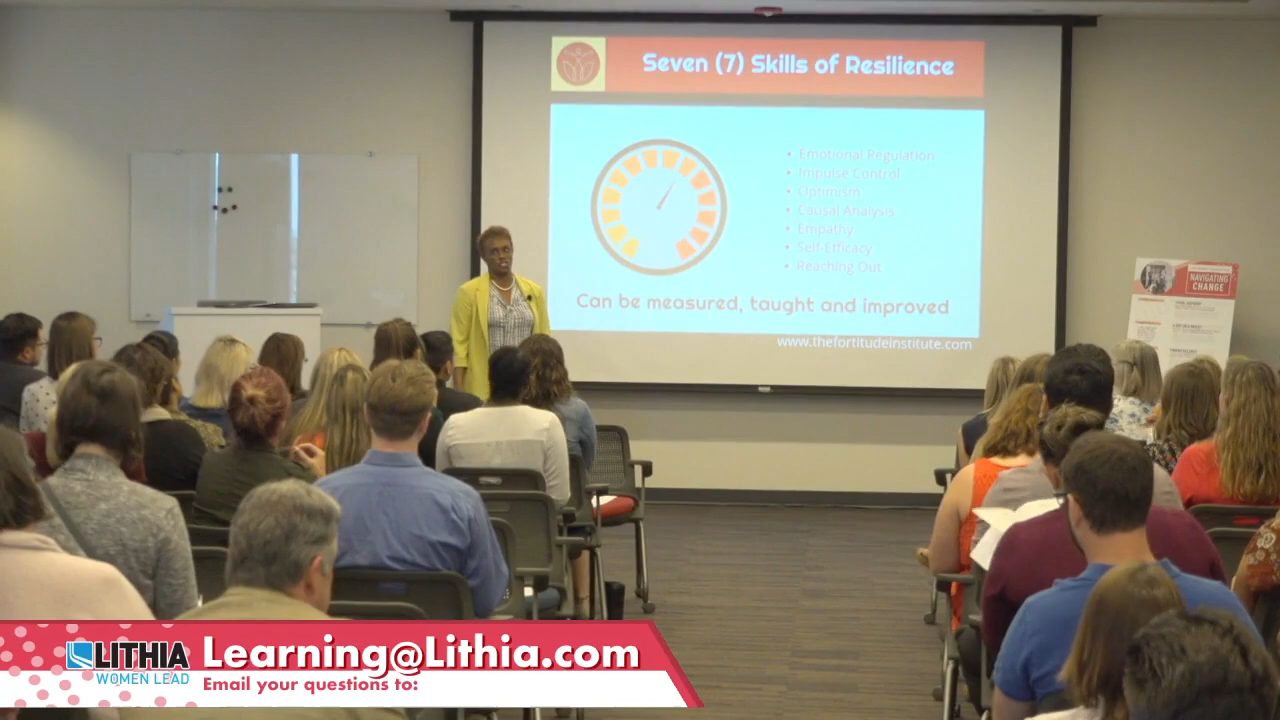 Seven (7) Skills of Resilience
• Emotional Regulation
• Impulse Control
• Optimism
• Causal Analysis
• Empathy
• Self-Efficacy
• Reaching Out
Can be measured, taught and improved
www.thefortitudeinstitute.com
NAVIGATING
CHANGE
LITHIA
WOMEN LEAD
Learning@Lithia.com
Email your questions to: